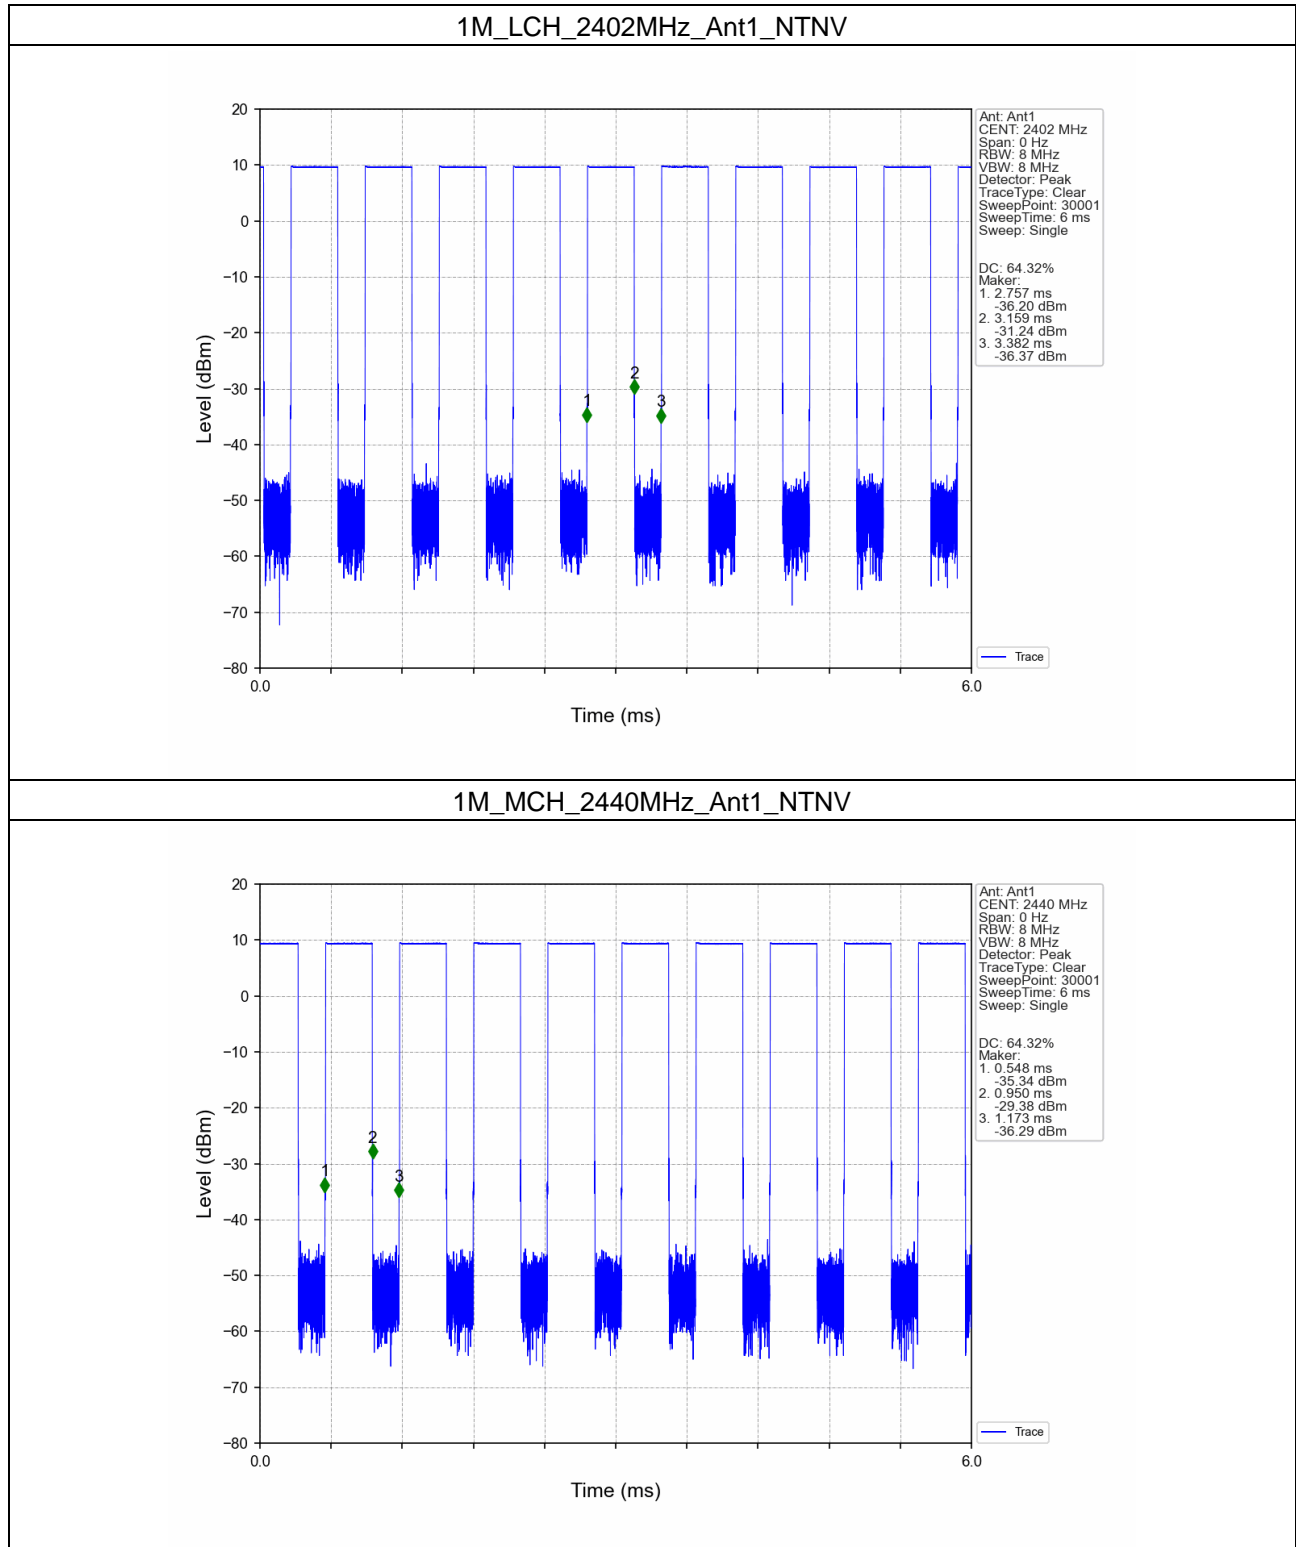 1M_LCH_2402MHz_Ant1_NTNV
20
10
0
−10
−20
−30
−40
−50
−60
−70
−80
Level (dBm)
0.0
6.0
Time (ms)
1
2
3
Ant: Ant1
CENT: 2402 MHz
Span: 0 Hz
RBW: 8 MHz
VBW: 8 MHz
Detector: Peak
TraceType: Clear
SweepPoint: 30001
SweepTime: 6 ms
Sweep: Single
DC: 64.32%
Maker:
1. 2.757 ms
-36.20 dBm
2. 3.159 ms
-31.24 dBm
3. 3.382 ms
-36.37 dBm
Trace
1M_MCH_2440MHz_Ant1_NTNV
20
10
0
−10
−20
−30
−40
−50
−60
−70
−80
Level (dBm)
0.0
6.0
Time (ms)
1
2
3
Ant: Ant1
CENT: 2440 MHz
Span: 0 Hz
RBW: 8 MHz
VBW: 8 MHz
Detector: Peak
TraceType: Clear
SweepPoint: 30001
SweepTime: 6 ms
Sweep: Single
DC: 64.32%
Maker:
1. 0.548 ms
-35.34 dBm
2. 0.950 ms
-29.38 dBm
3. 1.173 ms
-36.29 dBm
Trace